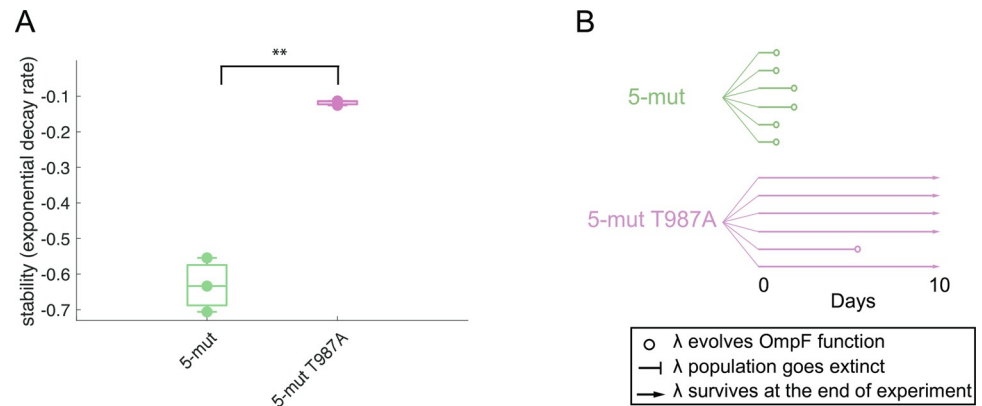 A
stability (exponential decay rate)
-0.1
-0.2
-0.3
-0.4
-0.5
-0.6
-0.7
**
5-mut
5-mut T987A
B
5-mut
5-mut T987A
0
10
Days
λ evolves OmpF function
λ population goes extinct
λ survives at the end of experiment